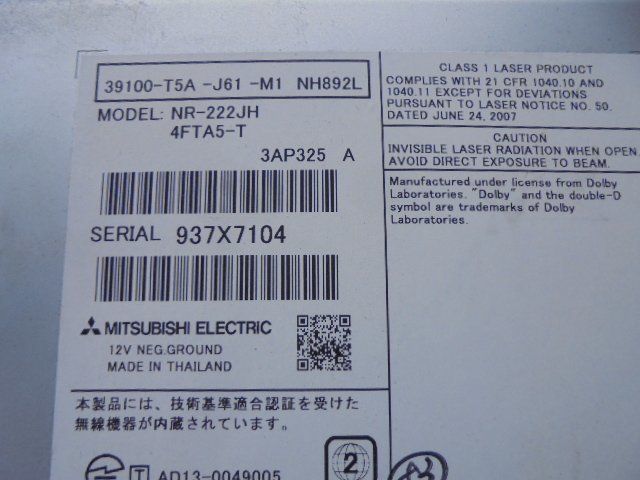 39100-T5A -J61 -M1 NH892L
MODEL: NR-222JH
4FTA5-T
3AP325 A
SERIAL 937X7104
MITSUBISHI ELECTRIC
12V NEG.GROUND
MADE IN THAILAND
本製品には、技術基準適合認証を受けた
無線機器が内蔵されています。
T AD13-0049005
2
CLASS 1 LASER PRODUCT
COMPLIES WITH 21 CFR 1040.10 AND
1040.11 EXCEPT FOR DEVIATIONS
PURSUANT TO LASER NOTICE NO. 50,
DATED JUNE 24, 2007
CAUTION
INVISIBLE LASER RADIATION WHEN OPEN.
AVOID DIRECT EXPOSURE TO BEAM.
Manufactured under license from Dolby
Laboratories. "Dolby" and the double-D
symbol are trademarks of Dolby
Laboratories.